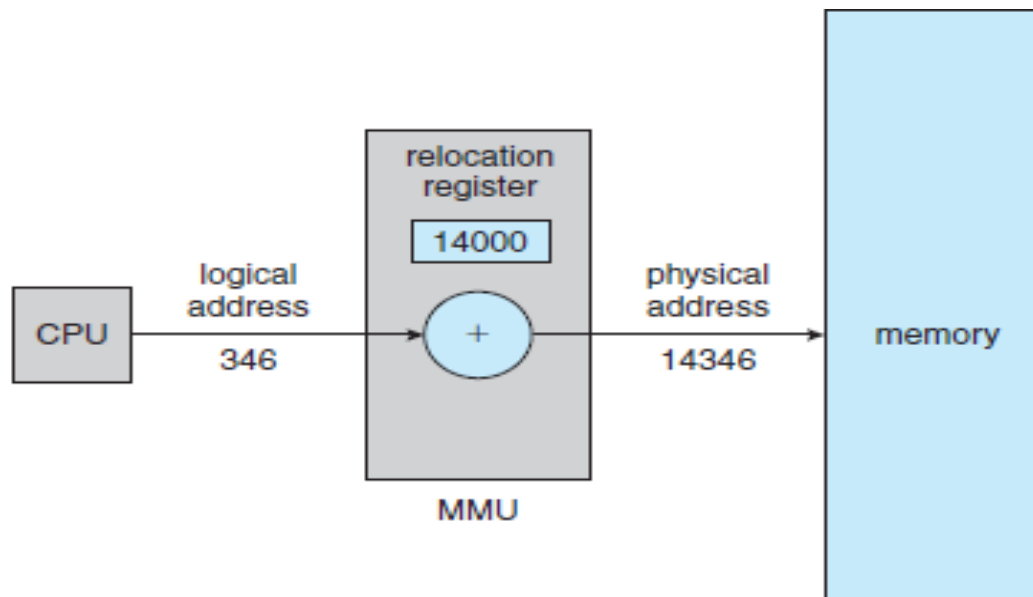 relocation
register
14000
logical
address
physical
address
CPU
+
memory
346
14346
MMU